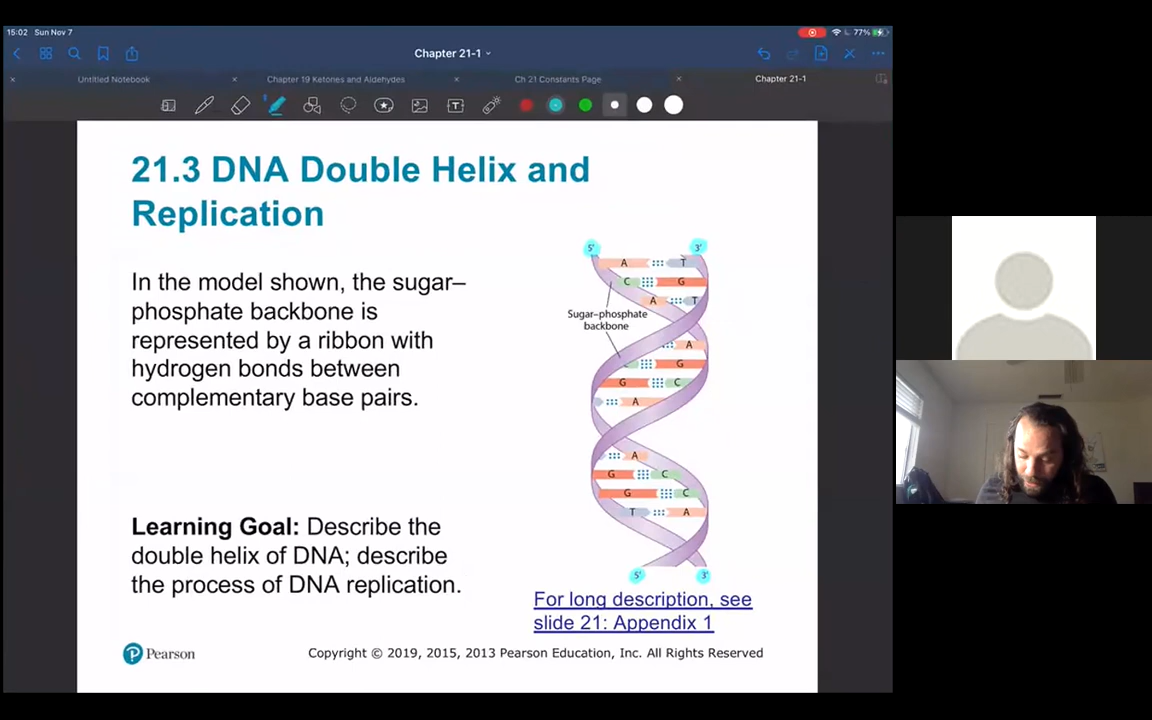 15:02 Sun Nov 7
77%
Chapter 21-1
Untitled Notebook
Chapter 19 Ketones and Aldehydes
Ch 21 Constants Page
Chapter 21-1
21.3 DNA Double Helix and
Replication
In the model shown, the sugar–
phosphate backbone is
represented by a ribbon with
hydrogen bonds between
complementary base pairs.
Learning Goal: Describe the
double helix of DNA; describe
the process of DNA replication.
5' 3'
A T
C G
A T
Sugar–phosphate
backbone
A
C G
G C
A
A
G C
G C
T A
5' 3'
For long description, see
slide 21: Appendix 1
Pearson
Copyright © 2019, 2015, 2013 Pearson Education, Inc. All Rights Reserved